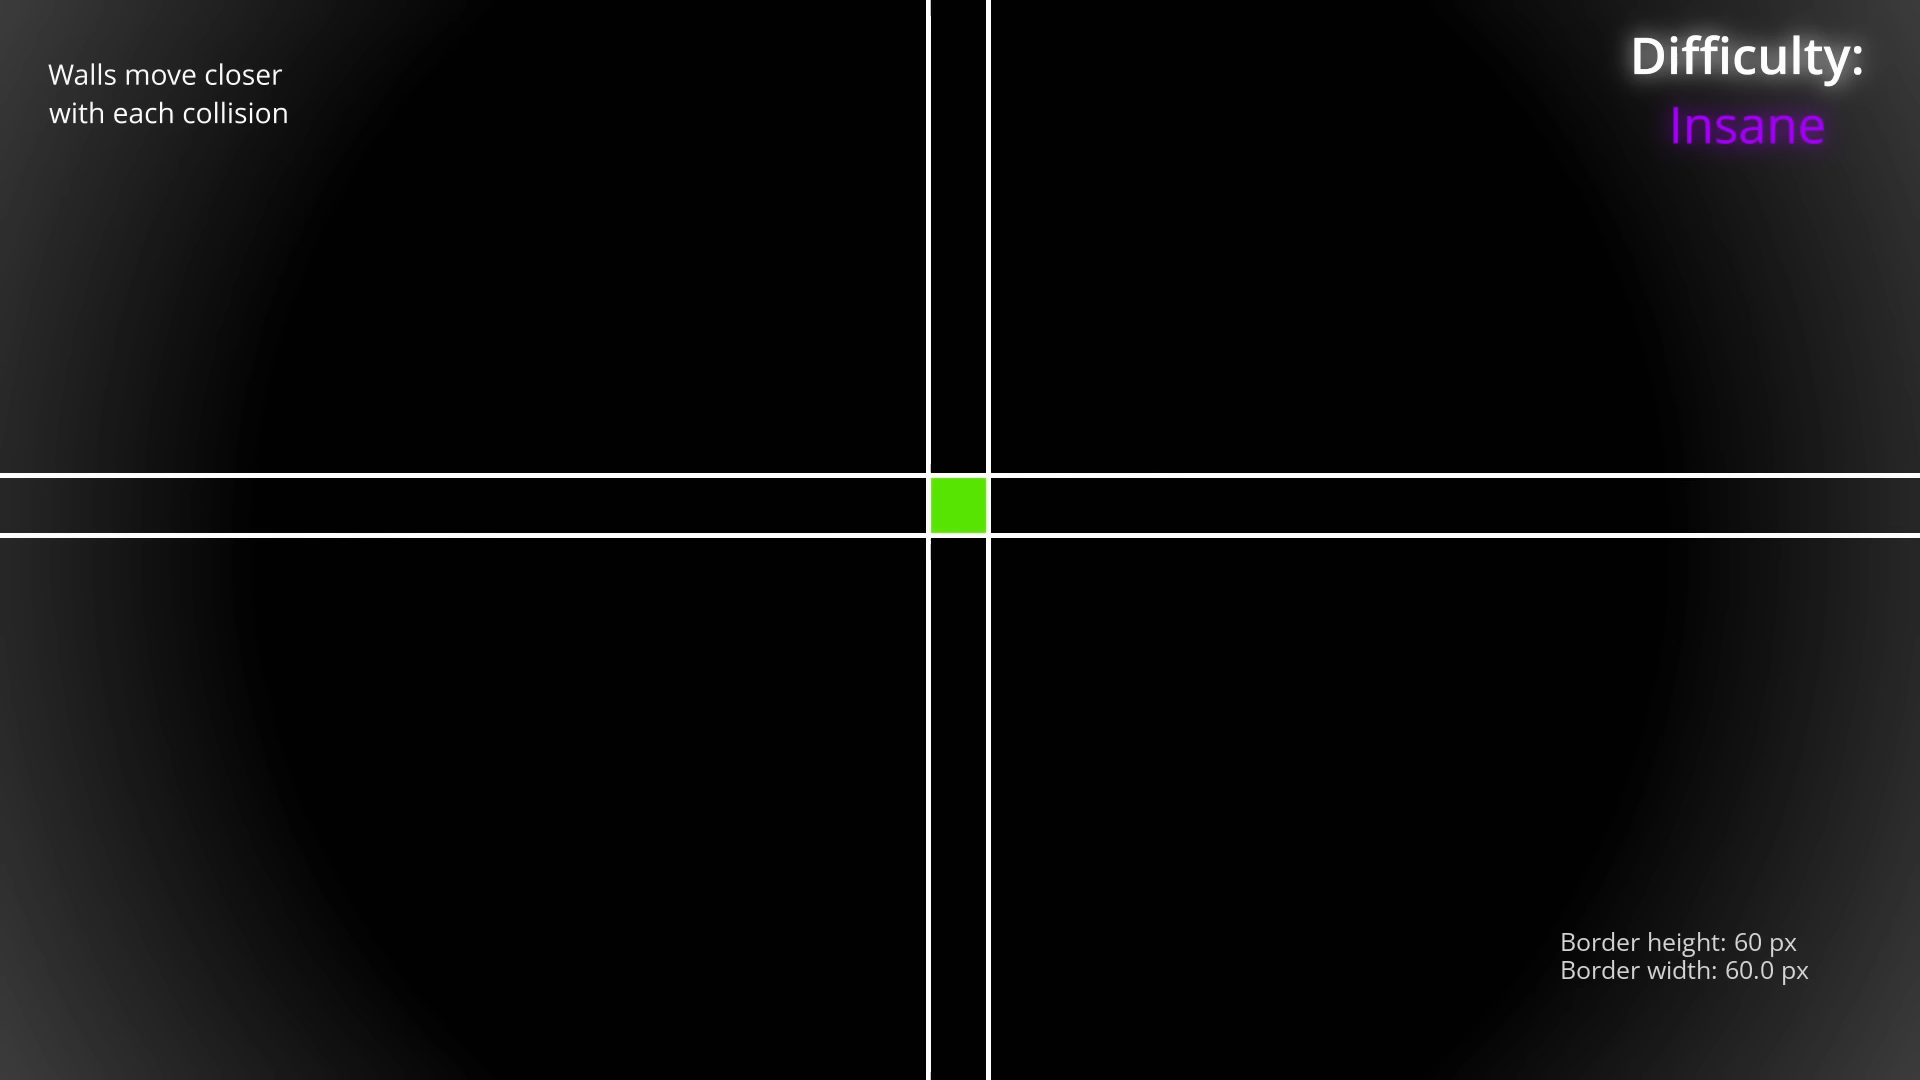 Walls move closer
with each collision
Difficulty:
Insane
Border height: 60 px
Border width: 60.0 px